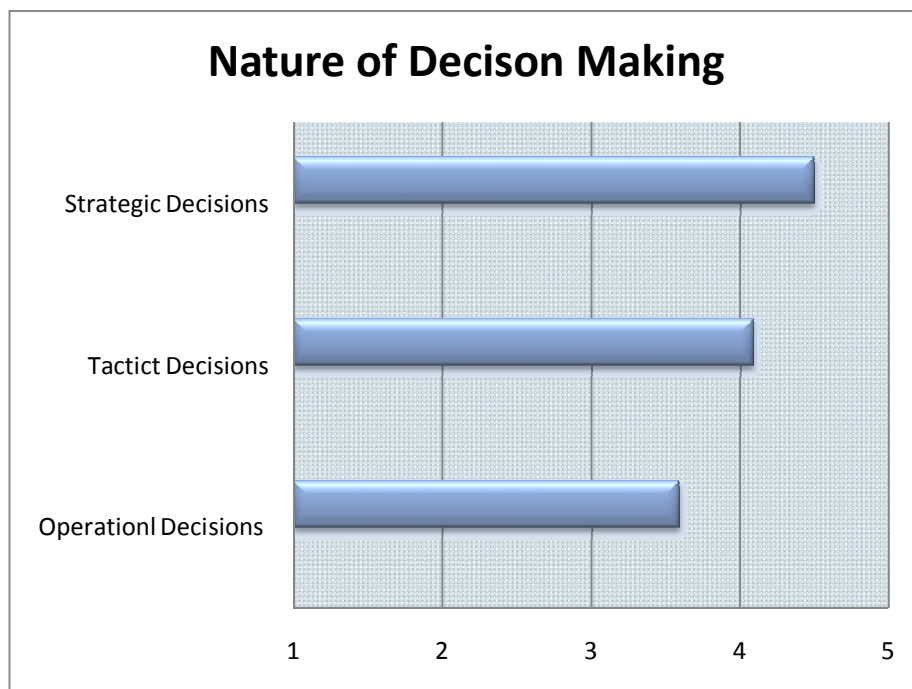 Nature of Decison Making
Strategic Decisions
Tactict Decisions
Operationl Decisions
1 2 3 4 5